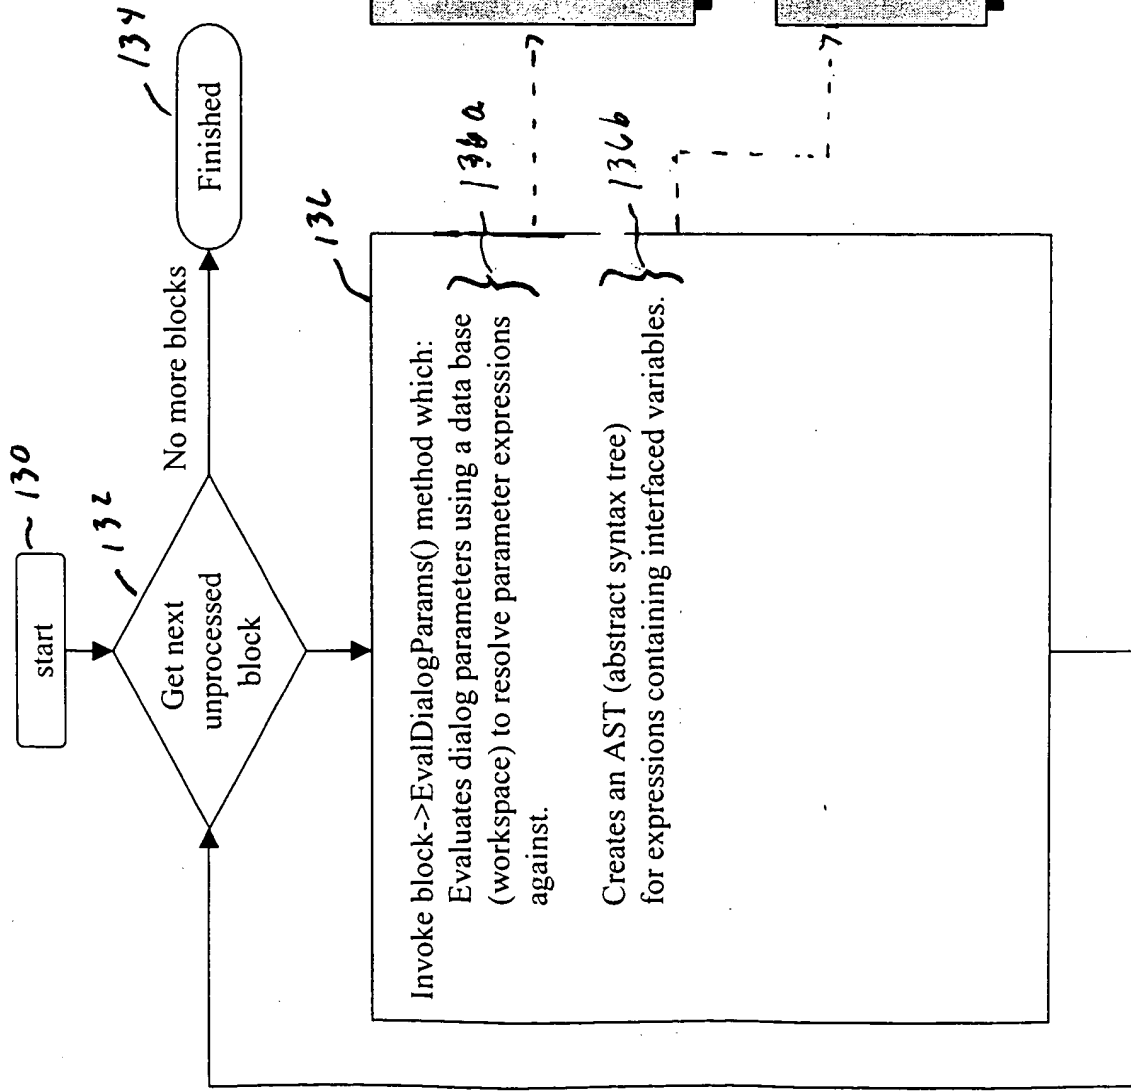 start
130
Get next
unprocessed
block
132
No more blocks
Finished
134
136
Invoke block->EvalDialogParams() method which:
Evaluates dialog parameters using a data base
(workspace) to resolve parameter expressions
against.
136a
Creates an AST (abstract syntax tree)
for expressions containing interfaced variables.
136b